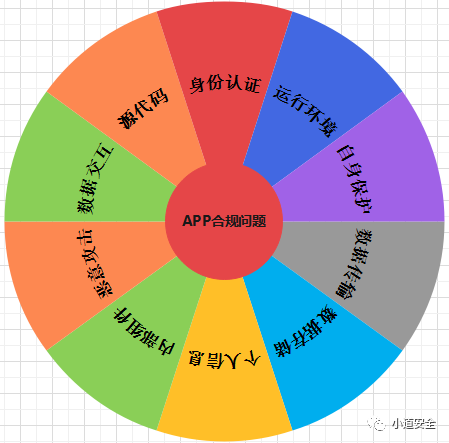 身份认证
运行环境
自身保护
数据传输
数据存储
个人信息
内部组件
恶意攻击
数据交互
源代码
APP合规问题
小道安全